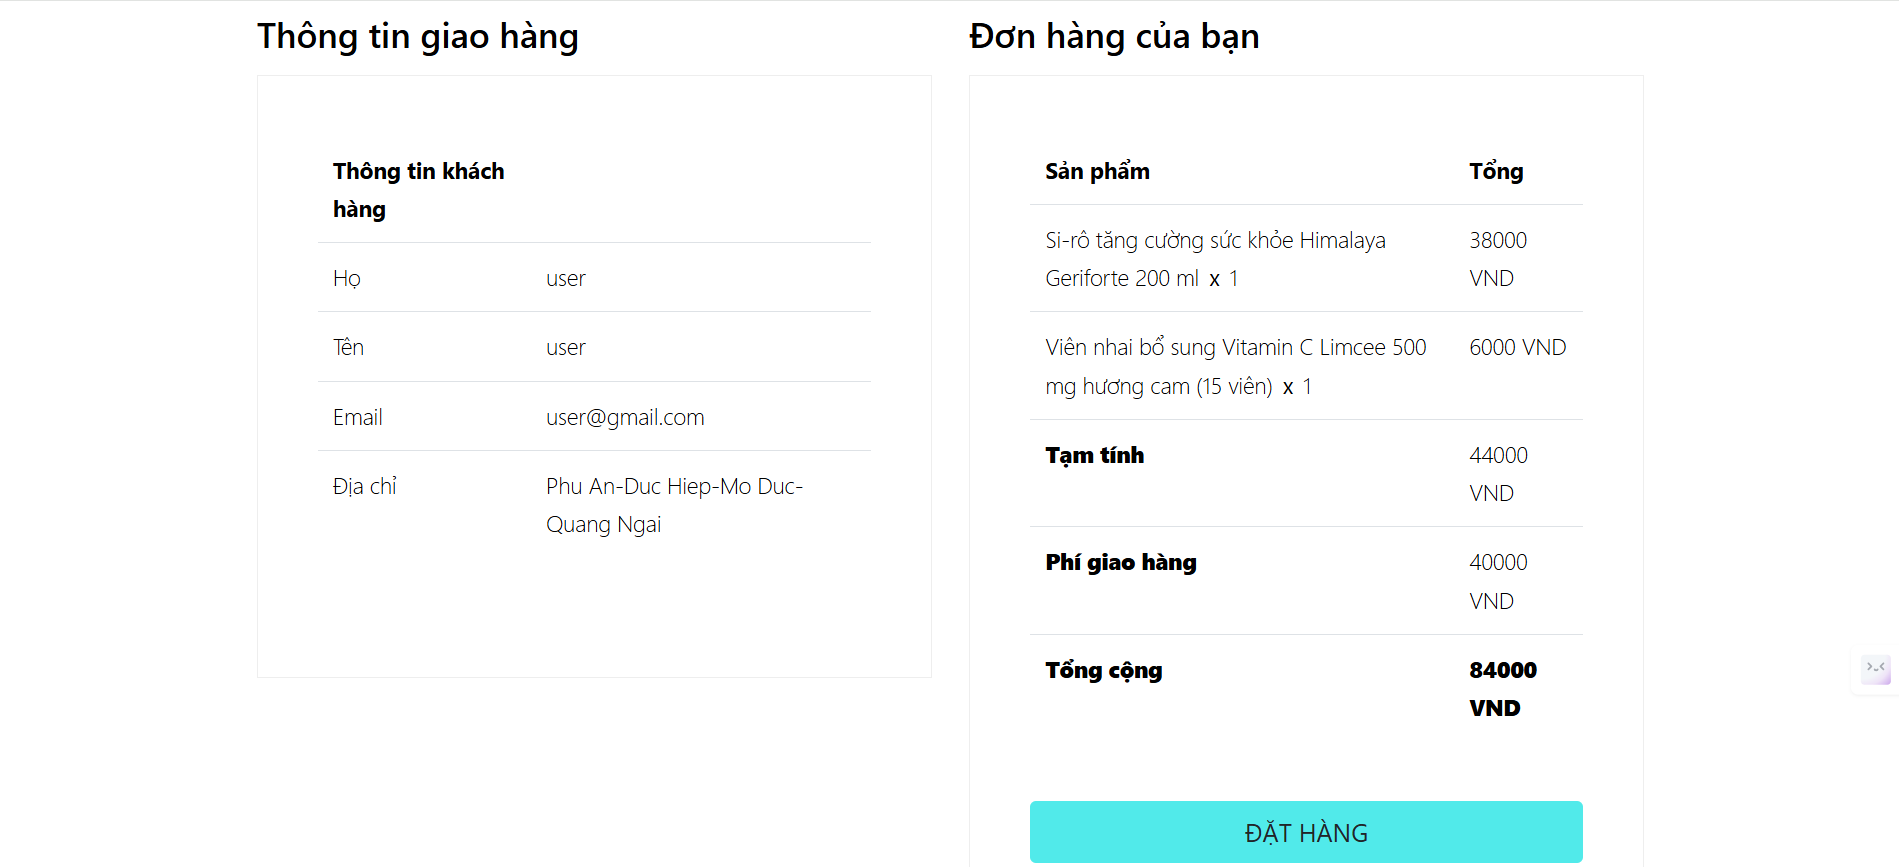 Thông tin giao hàng
Thông tin khách
hàng
Họ user
Tên user
Email user@gmail.com
Địa chỉ Phu An-Duc Hiep-Mo Duc-
Quang Ngai
Đơn hàng của bạn
Sản phẩm Tổng
Si-rô tăng cường sức khỏe Himalaya 38000
Geriforte 200 ml x 1 VND
Viên nhai bổ sung Vitamin C Limcee 500 6000 VND
mg hương cam (15 viên) x 1
Tạm tính 44000
VND
Phí giao hàng 40000
VND
Tổng cộng 84000
VND
ĐẶT HÀNG